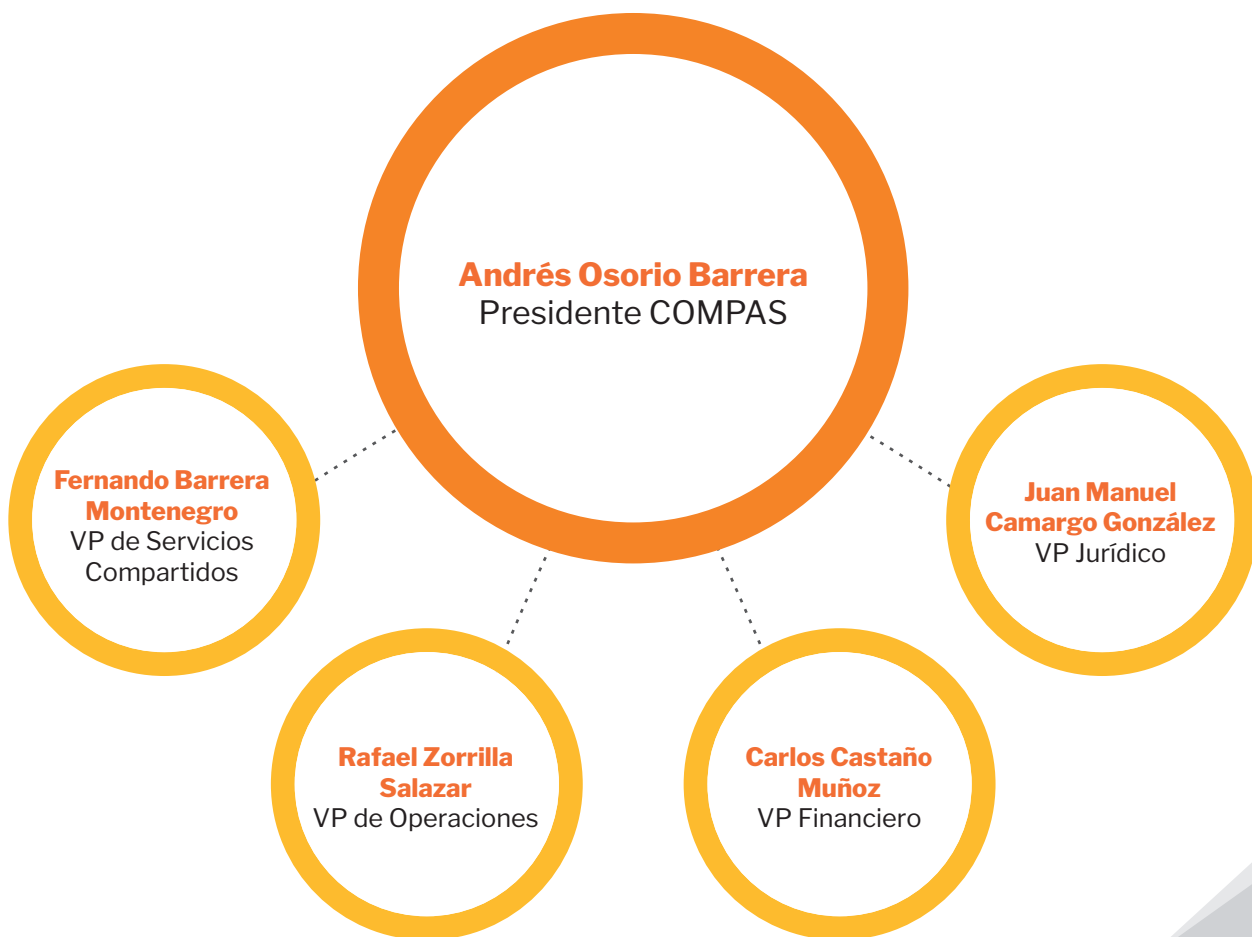 Andrés Osorio Barrera
Presidente COMPAS
Fernando Barrera
Montenegro
VP de Servicios
Compartidos
Juan Manuel
Camargo González
VP Jurídico
Rafael Zorrilla
Salazar
VP de Operaciones
Carlos Castaño
Muñoz
VP Financiero